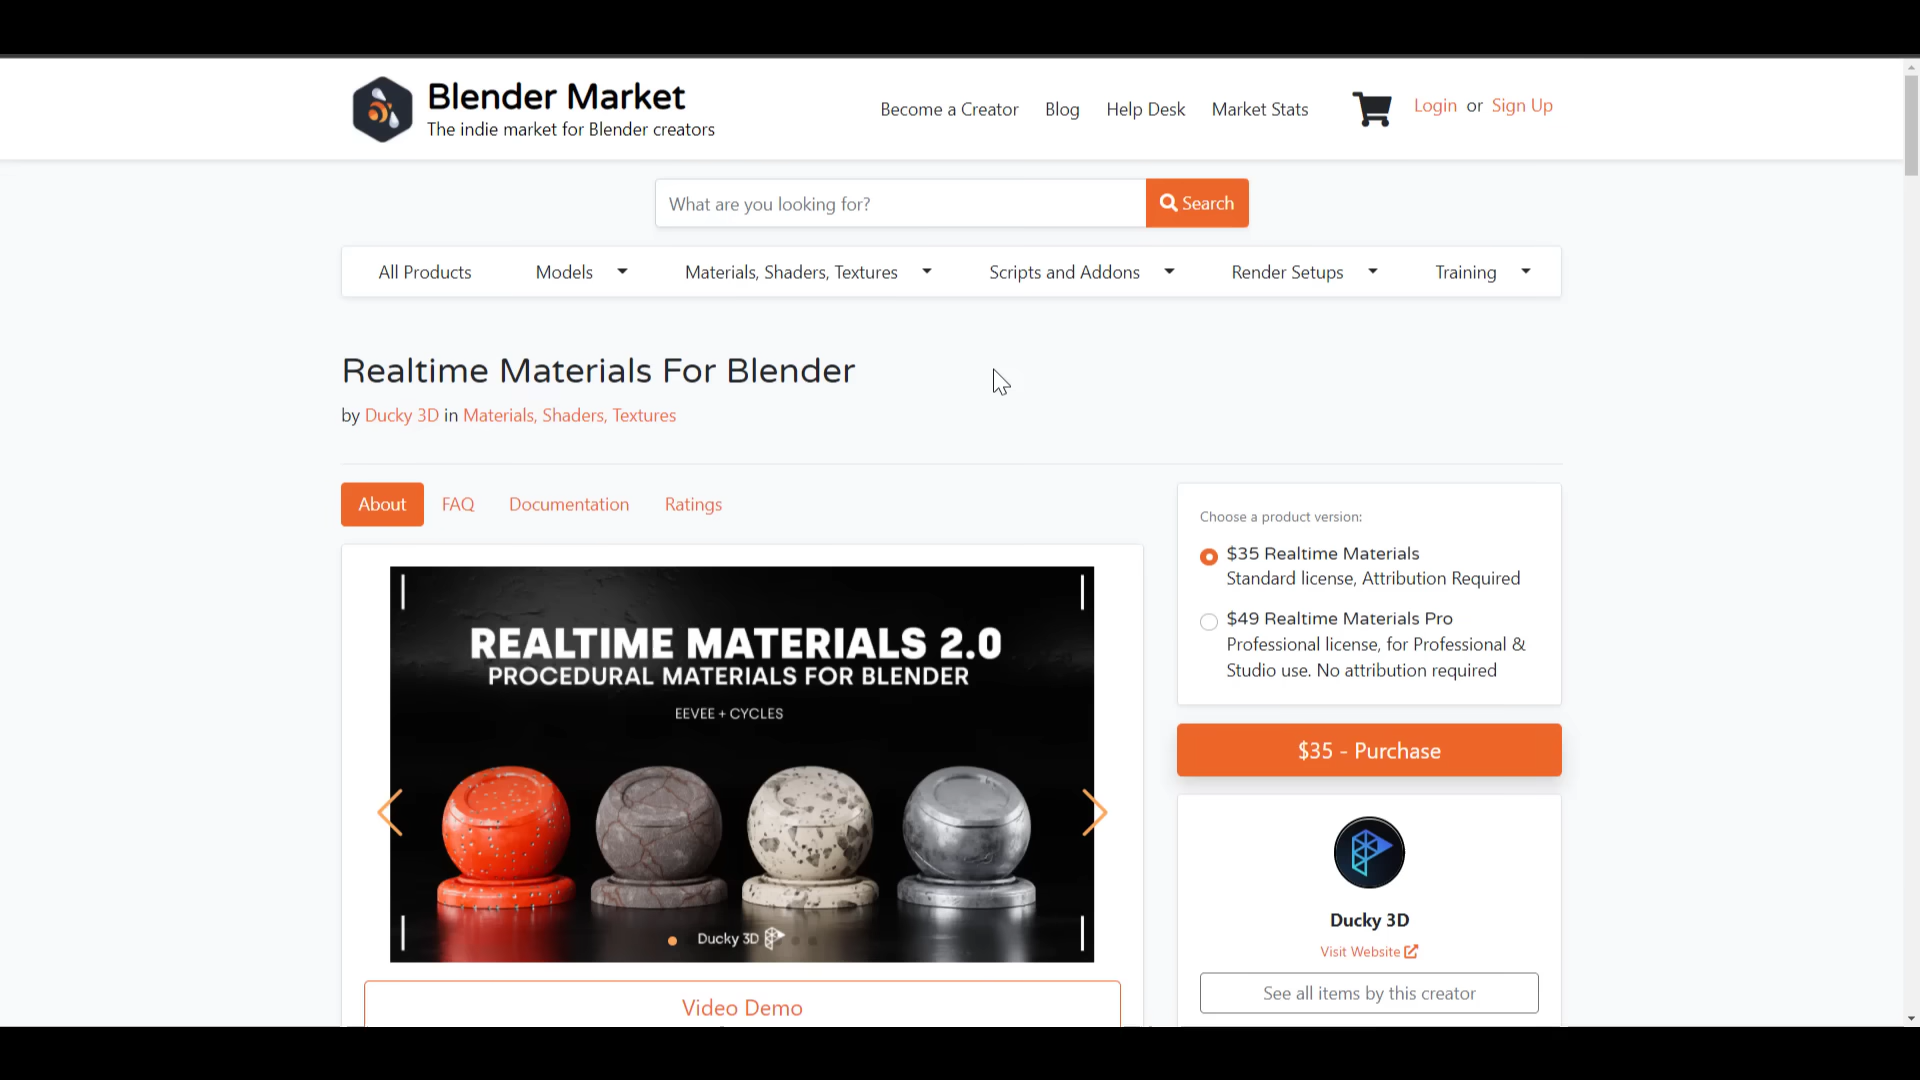 Blender Market
The indie market for Blender creators
Become a Creator Blog Help Desk Market Stats Login or Sign Up
What are you looking for? Search
All Products Models Materials, Shaders, Textures Scripts and Addons Render Setups Training
Realtime Materials For Blender
by Ducky 3D in Materials, Shaders, Textures
About FAQ Documentation Ratings
REALTIME MATERIALS 2.0
PROCEDURAL MATERIALS FOR BLENDER
EEVEE + CYCLES
Ducky 3D
Video Demo
Choose a product version:
$35 Realtime Materials
Standard license, Attribution Required
$49 Realtime Materials Pro
Professional license, for Professional &
Studio use. No attribution required
$35 - Purchase
Ducky 3D
Visit Website
See all items by this creator